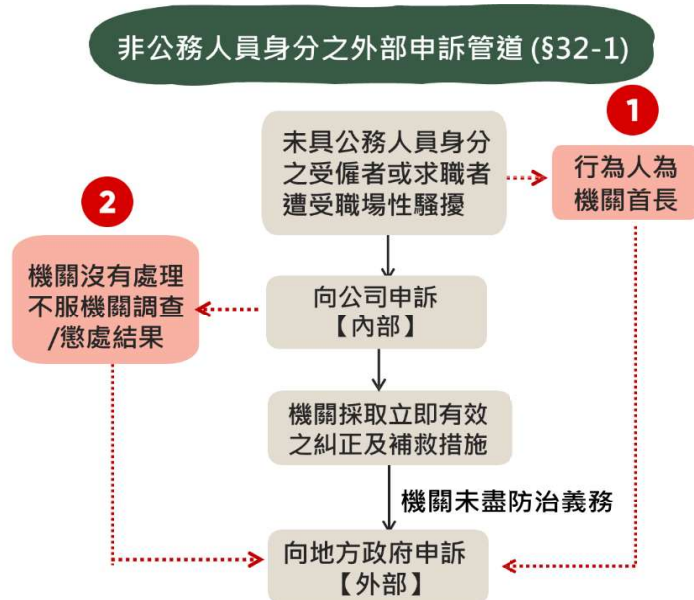 非公務人員身分之外部申訴管道 (§32-1)
1
未具公務人員身分
之受僱者或求職者
遭受職場性騷擾
行為人為
機關首長
2
機關沒有處理
不服機關調查
/懲處結果
向公司申訴
【內部】
機關採取立即有效
之糾正及補救措施
機關未盡防治義務
向地方政府申訴
【外部】